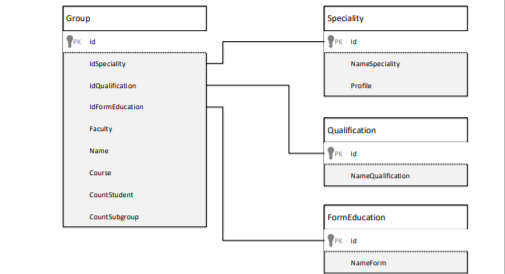 Group
PK Id
IdSpeciality
IdQualification
IdFormEducation
Faculty
Name
Course
CountStudent
CountSubgroup
Speciality
PK Id
NameSpeciality
Profile
Qualification
PK Id
NameQualification
FormEducation
PK Id
NameForm